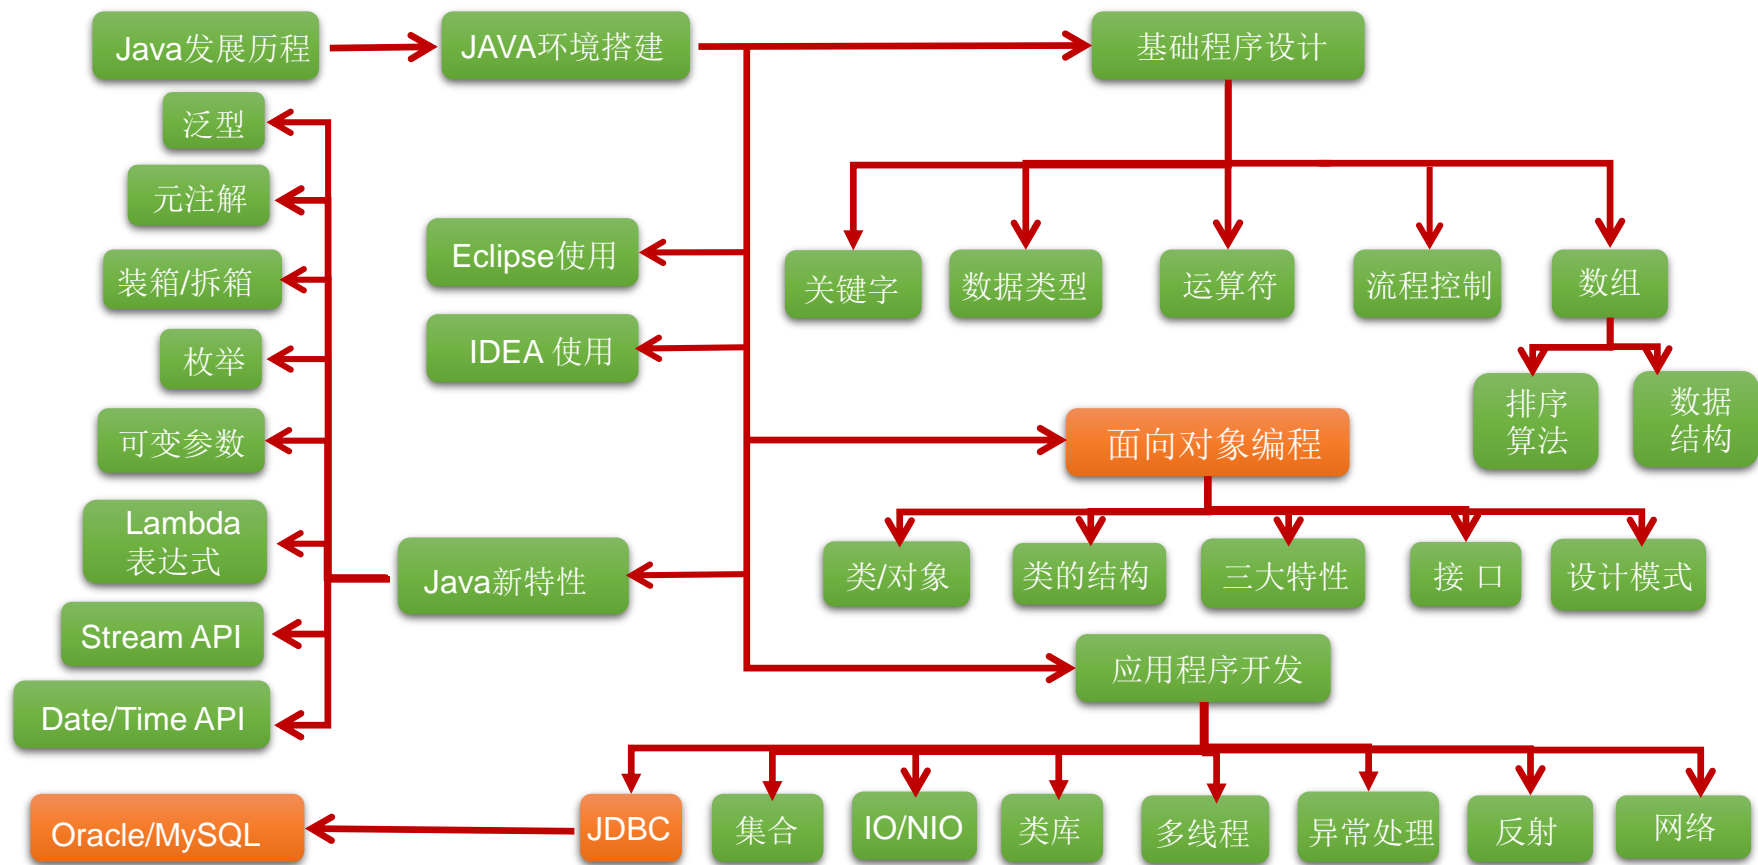 Java发展历程
JAVA环境搭建
基础程序设计
泛型
元注解
装箱/拆箱
枚举
可变参数
Lambda
表达式
Stream API
Date/Time API
Eclipse使用
IDEA 使用
Java新特性
关键字
数据类型
运算符
流程控制
数组
排序
算法
数据
结构
面向对象编程
类/对象
类的结构
三大特性
接 口
设计模式
应用程序开发
Oracle/MySQL
JDBC
集合
IO/NIO
类库
多线程
异常处理
反射
网络